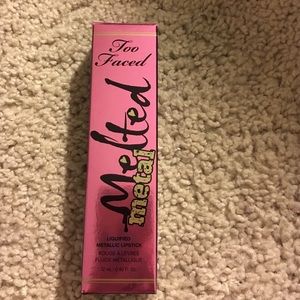 Too
Faced
Melted
metal
LIQUIFIED
METALLIC LIPSTICK
ROUGE À LÈVRES
FLUIDE MÉTALLIQUE